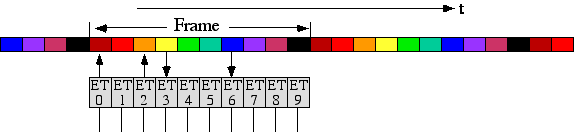 t
Frame
ET ET ET ET ET ET ET ET ET ET
0 1 2 3 4 5 6 7 8 9